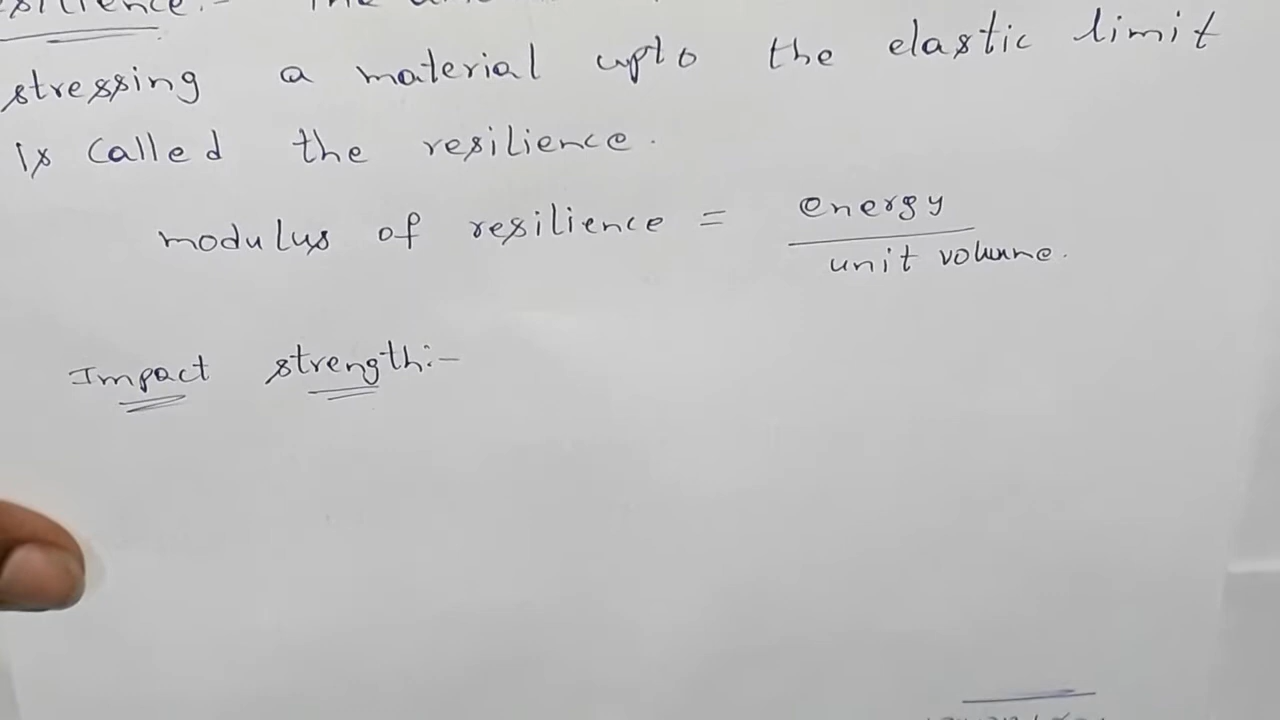 stressing a material upto the elastic limit
is called the resilience.
modulus of resilience = energy
unit volume.
Impact strength:-